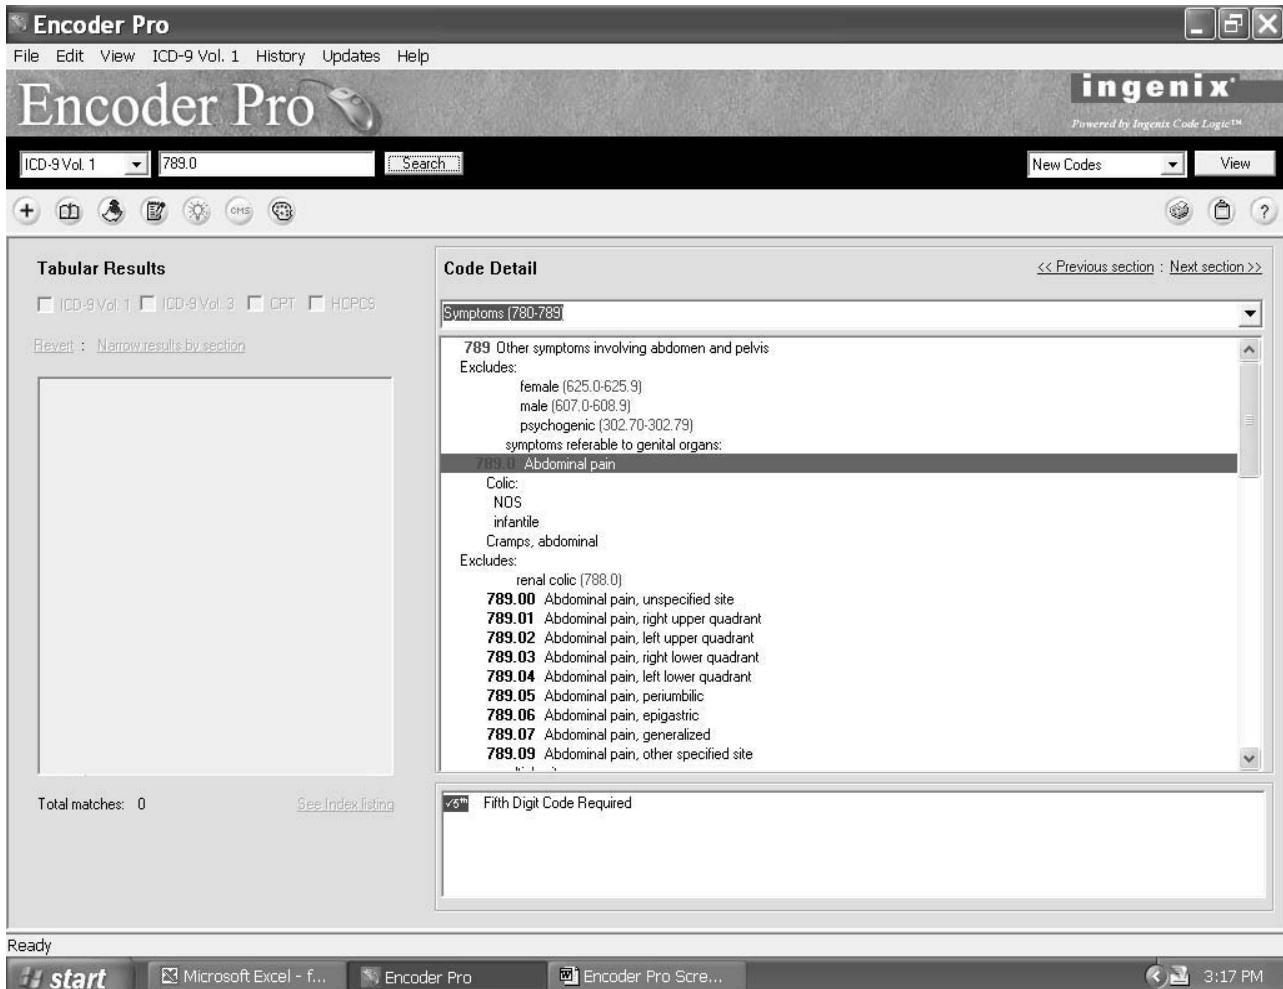 Encoder Pro
File Edit View ICD-9 Vol. 1 History Updates Help
Encoder Pro
ingenix
Powered by Ingenix Code Logic™
ICD-9 Vol. 1 789.0 Search New Codes View
CMS ?
Tabular Results
ICD-9 Vol. 1 ICD-9 Vol. 3 CPT HCPCS
Revert : Narrow results by section
Total matches: 0 See Index listing
Code Detail
<< Previous section : Next section >>
Symptoms (780-789)
789 Other symptoms involving abdomen and pelvis
Excludes:
female (625.0-625.9)
male (607.0-608.9)
psychogenic (302.70-302.79)
symptoms referable to genital organs:
789.0 Abdominal pain
Colic:
NOS
infantile
Cramps, abdominal
Excludes:
renal colic (788.0)
789.00 Abdominal pain, unspecified site
789.01 Abdominal pain, right upper quadrant
789.02 Abdominal pain, left upper quadrant
789.03 Abdominal pain, right lower quadrant
789.04 Abdominal pain, left lower quadrant
789.05 Abdominal pain, periumbilic
789.06 Abdominal pain, epigastric
789.07 Abdominal pain, generalized
789.09 Abdominal pain, other specified site
✓5th Fifth Digit Code Required
Ready
start Microsoft Excel - f... Encoder Pro Encoder Pro Scre... 3:17 PM